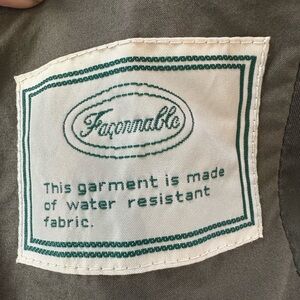 Façonnable
This garment is made
of water resistant
fabric.